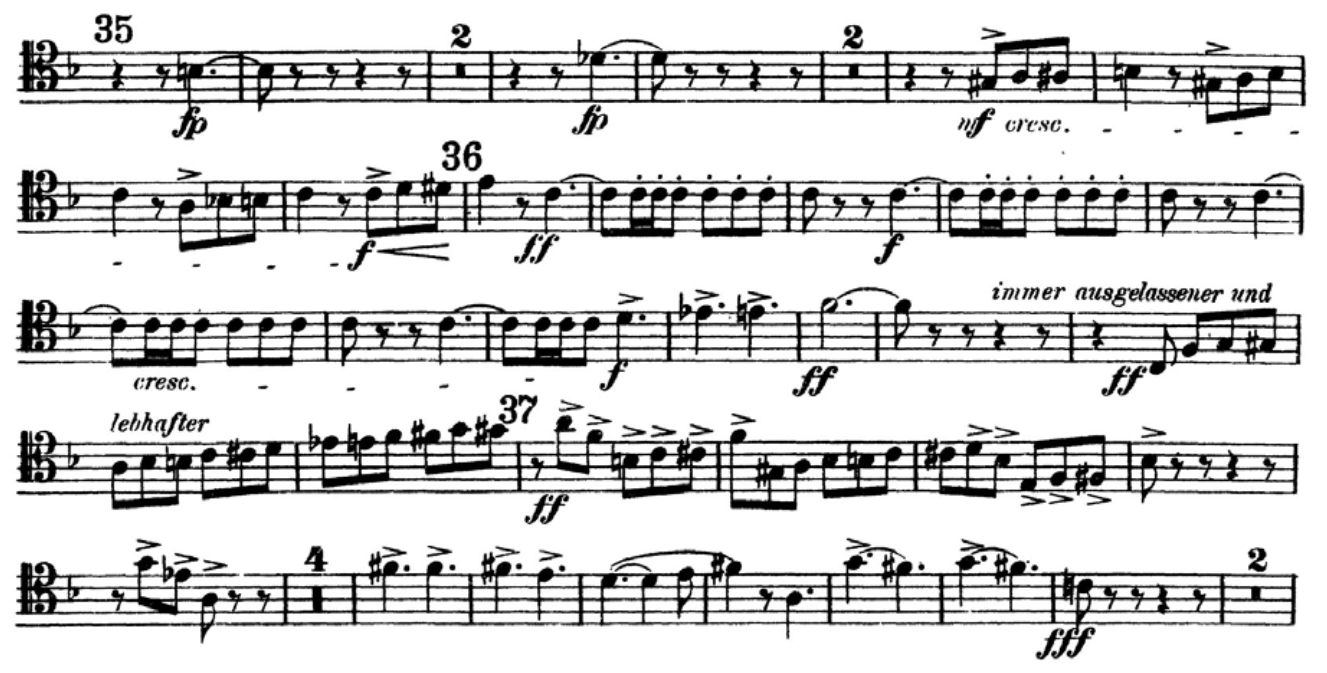 35 2 2
fp fp mf cresc. - - - -
36
- - - - f ff f
immer ausgelassener und
cresc. - - - - f ff ff
lebhafter 37
ff
4 2
fff